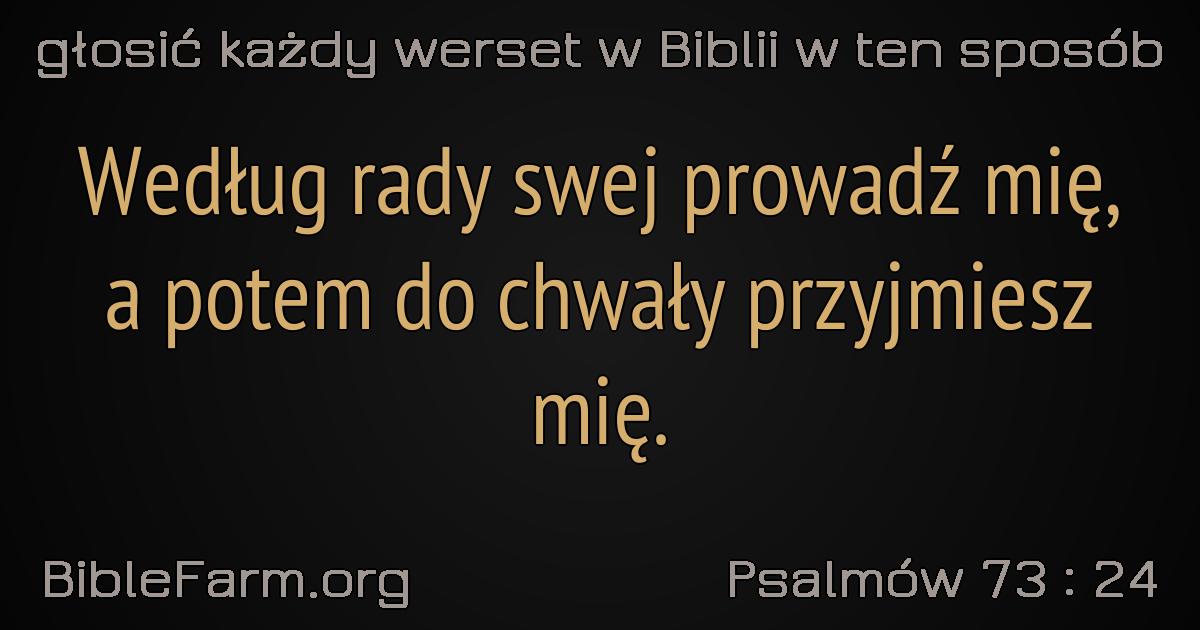 głosić każdy werset w Biblii w ten sposób
Według rady swej prowadź mię,
a potem do chwały przyjmiesz
mię.
BibleFarm.org
Psalmów 73 : 24